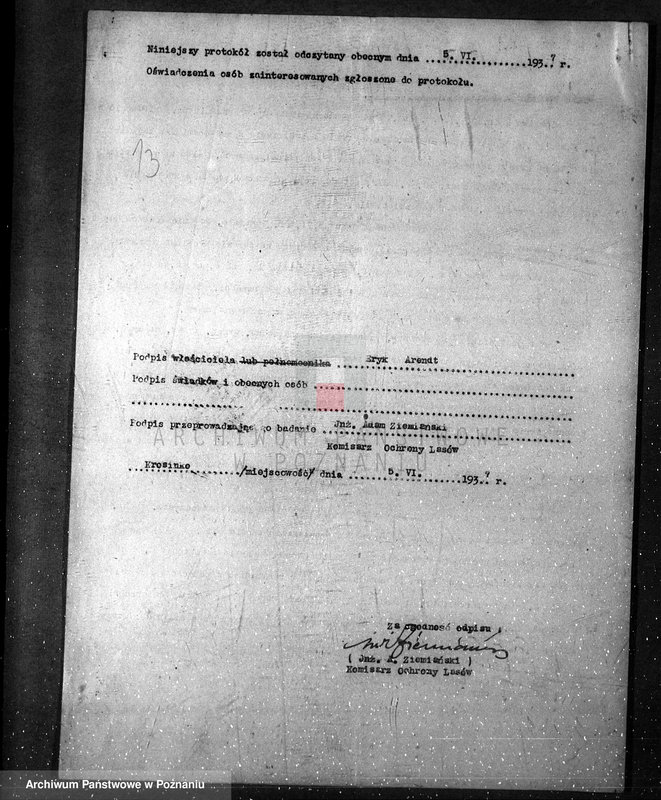 Niniejszy protokół został odczytany obecnym dnia ....5. VI...............193.7 r.
Oświadczenia osób zainteresowanych zgłoszone do protokołu.
13
Podpis właściciela lub pełnomocnika ......Eryk Arendt......
Podpis świadków i obecnych osób ......
Podpis przeprowadzającego badanie ..Jnż. Adam Ziemiański
Komisarz Ochrony Lasów
ARCHIWUM PAŃSTWOWE
W POZNANIU
...Krosinko......../miejscowość/ dnia ......5. VI.......193.7. r.
Za zgodność odpisu :
( Jnż. A. Ziemiański )
Komisarz Ochrony Lasów
Archiwum Państwowe w Poznaniu